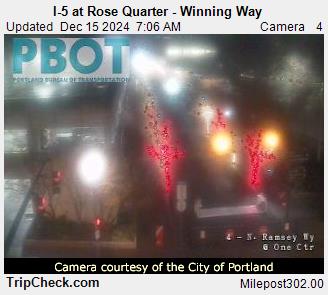 I-5 at Rose Quarter - Winning Way
Updated Dec 15 2024 7:06 AM Camera 4
PBOT
PORTLAND BUREAU OF TRANSPORTATION
4 - N. Ramsey Wy
@ One Ctr
Camera courtesy of the City of Portland
TripCheck.com Milepost302.00